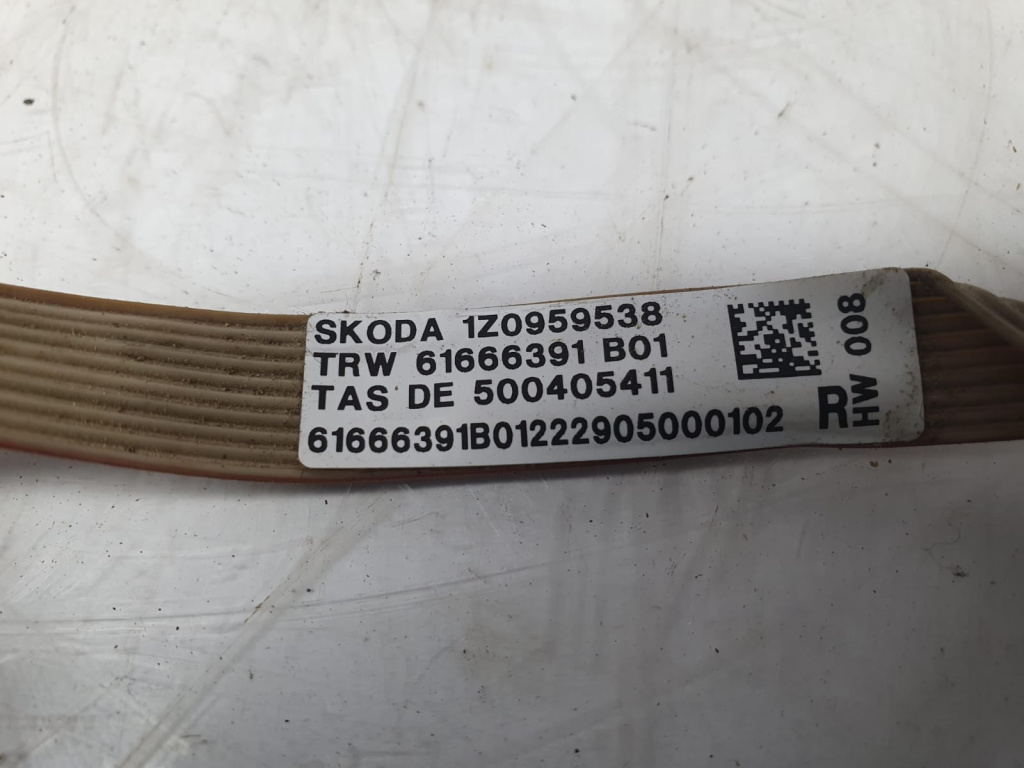 SKODA 1Z0959538
TRW 61666391 B01
TAS DE 500405411
61666391B01222905000102
R
HW 008